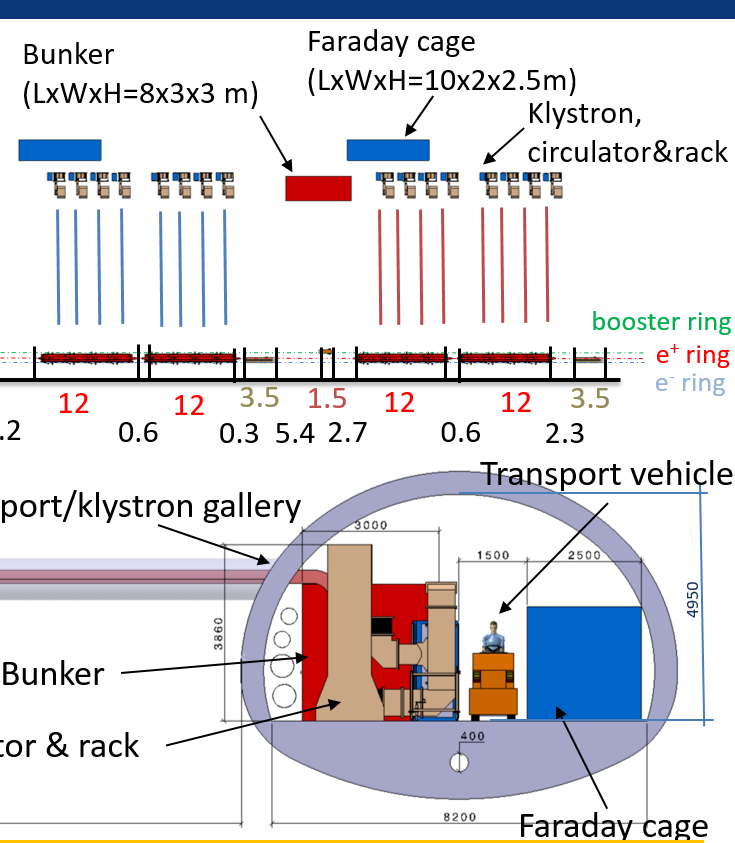 Bunker
(LxWxH=8x3x3 m)
Faraday cage
(LxWxH=10x2x2.5m)
Klystron,
circulator&rack
booster ring
e⁺ ring
e⁻ ring
12 12 3.5 1.5 12 12 3.5
.2 0.6 0.3 5.4 2.7 0.6 2.3
Transport vehicle
port/klystron gallery
3000
1500 2500
4950
3860
Bunker
tor & rack
400
8200
Faraday cage